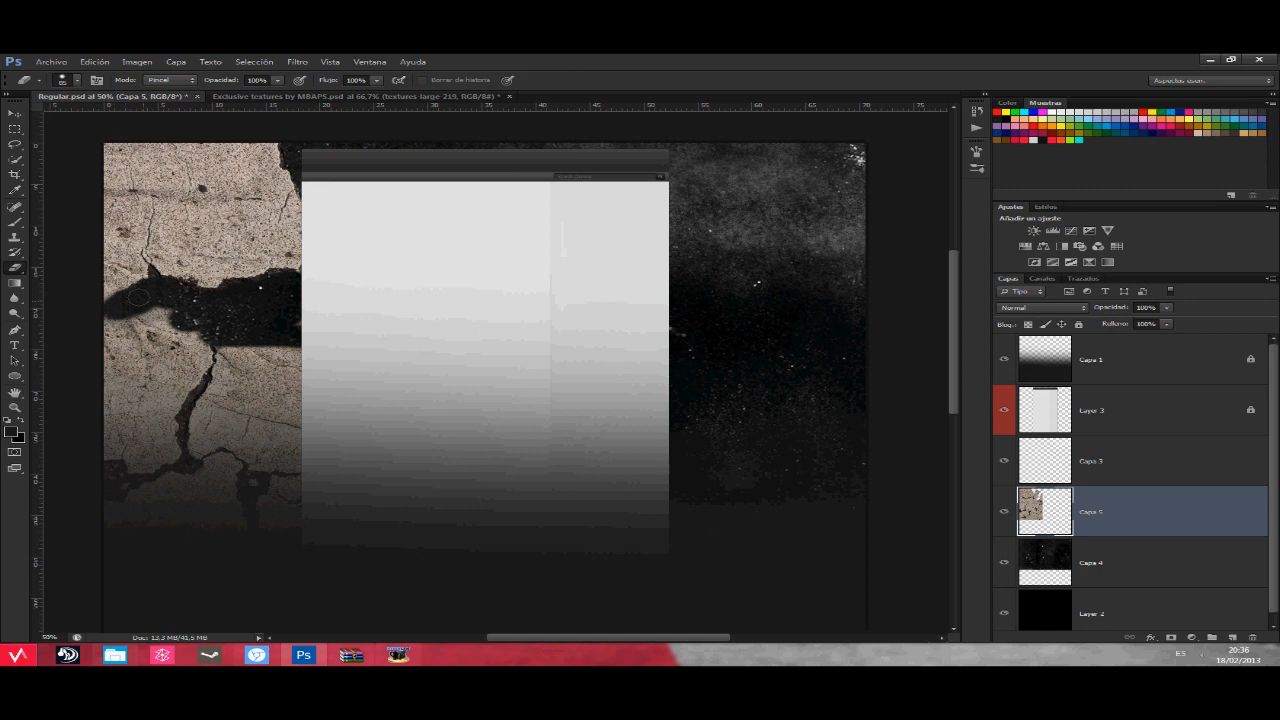 Ps Archivo Edición Imagen Capa Texto Selección Filtro Vista Ventana Ayuda
85 Modo: Pincel Opacidad: 100% Flujo: 100% Borrar de historia Aspectos esen.
Regular.psd al 50% (Capa 5, RGB/8*) * × Exclusive textures by MBAPS.psd al 66,7% (textures-large 219, RGB/8#) * ×
Color Muestras
Ajustes Estilos
Añadir un ajuste
Capas Canales Trazados
Tipo
Normal Opacidad: 100%
Bloq.: Relleno: 100%
Capa 1
Layer 3
Capa 3
Capa 5
Capa 4
Layer 2
50% Doc: 13.3 MB/41,5 MB
Ps ES 20:36
18/02/2013